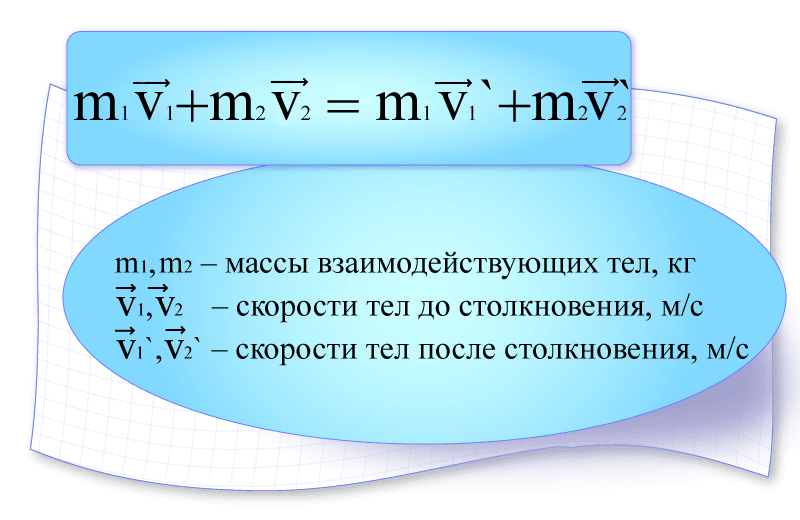 m₁v⃗₁+m₂v⃗₂ = m₁v⃗₁`+m₂v⃗₂`
m₁,m₂ – массы взаимодействующих тел, кг
v⃗₁,v⃗₂ – скорости тел до столкновения, м/с
v⃗₁`,v⃗₂` – скорости тел после столкновения, м/с